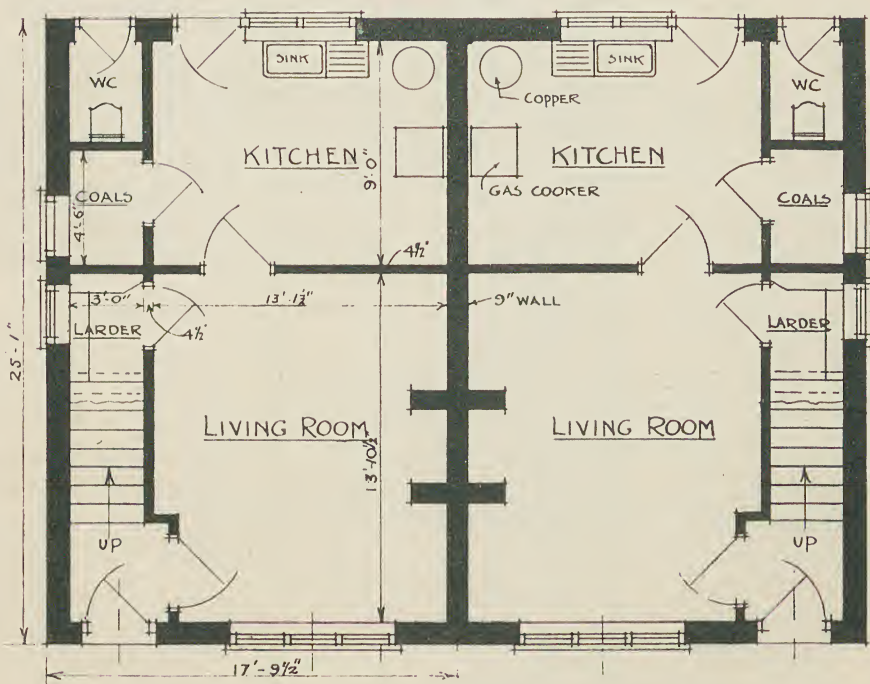 SINK
SINK
WC
WC
COPPER
KITCHEN
KITCHEN
9'-0"
GAS COOKER
COALS
COALS
4'-6"
4½"
3'-0"
13'-1½"
9" WALL
LARDER
4½"
LARDER
25'-1"
LIVING ROOM
LIVING ROOM
13'-10½"
UP
UP
17'-9½"